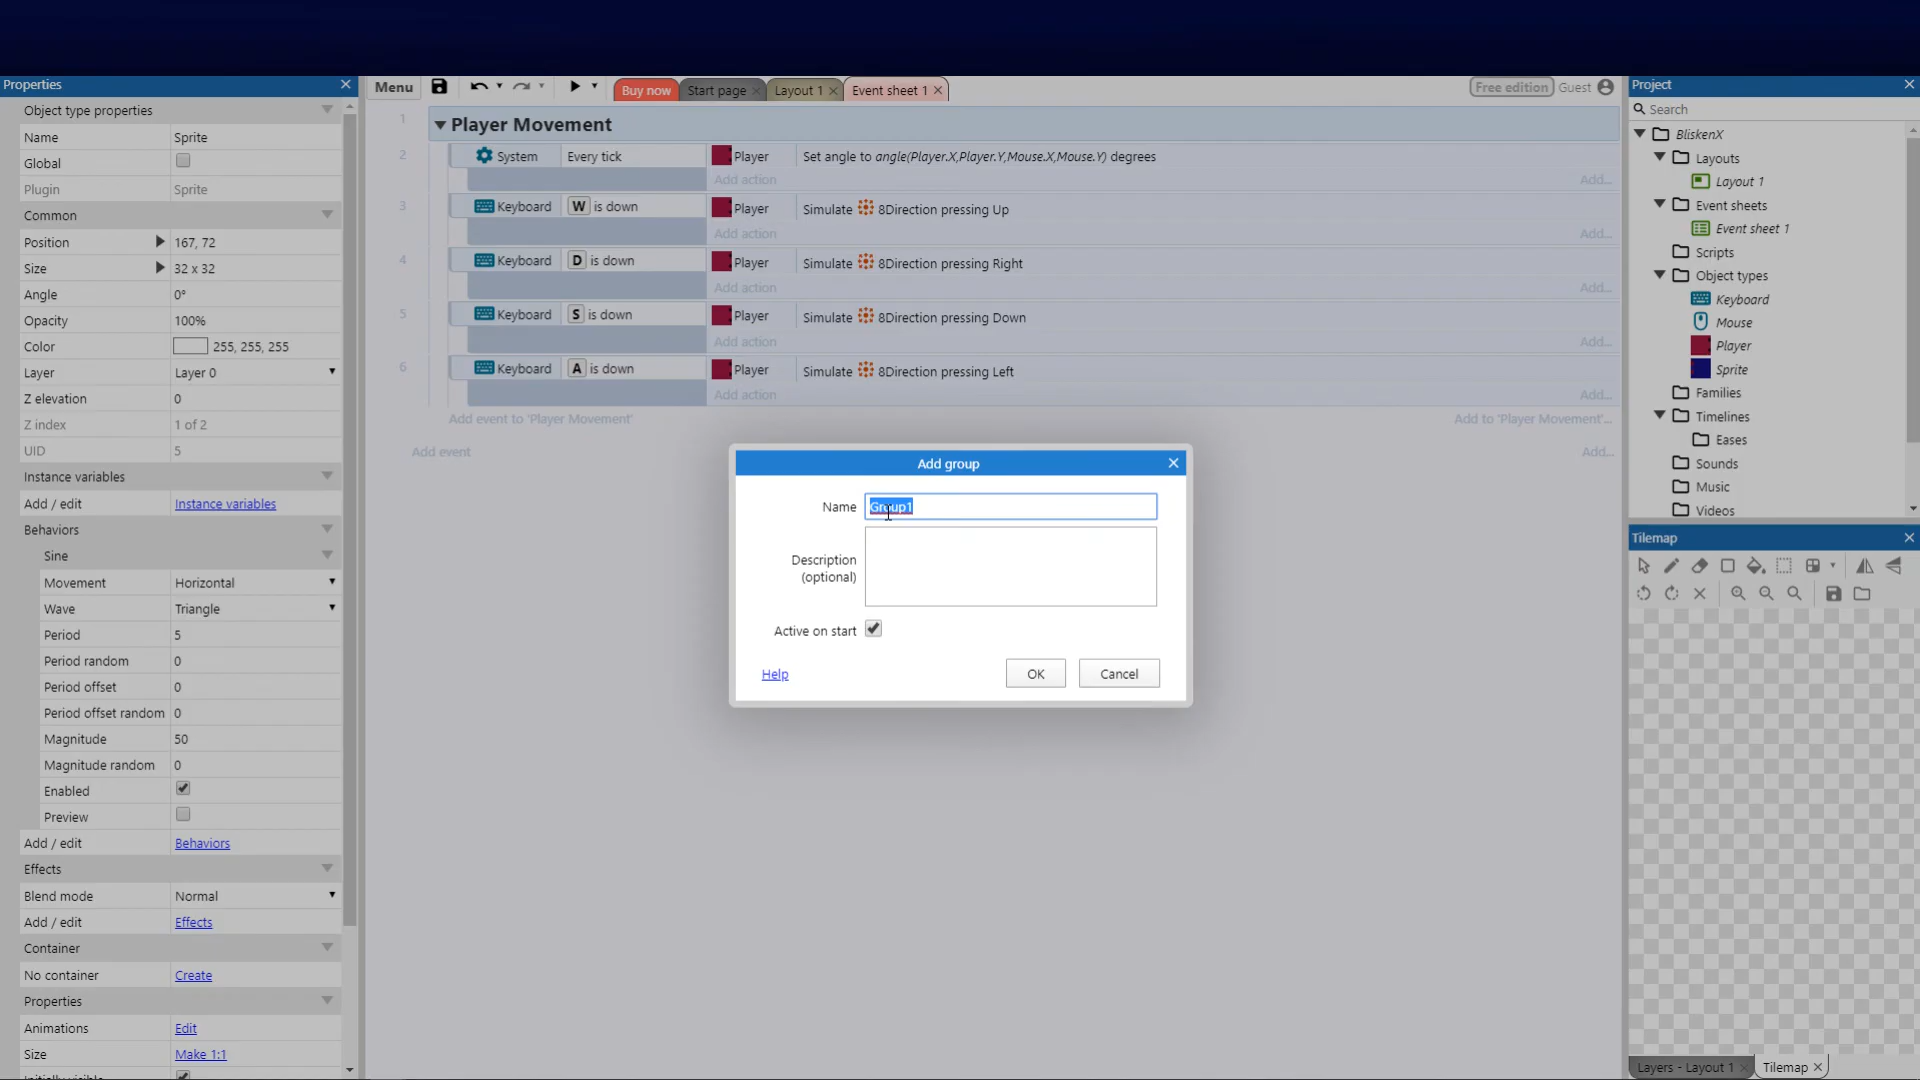 Properties
Object type properties
Name Sprite
Global
Plugin Sprite
Common
Position 167, 72
Size 32 x 32
Angle 0°
Opacity 100%
Color 255, 255, 255
Layer Layer 0
Z elevation 0
Z index 1 of 2
UID 5
Instance variables
Add / edit Instance variables
Behaviors
Sine
Movement Horizontal
Wave Triangle
Period 5
Period random 0
Period offset 0
Period offset random 0
Magnitude 50
Magnitude random 0
Enabled
Preview
Add / edit Behaviors
Effects
Blend mode Normal
Add / edit Effects
Container
No container Create
Properties
Animations Edit
Size Make 1:1
Initially visible
Menu Buy now Start page Layout 1 Event sheet 1 Free edition Guest
1 Player Movement
2 System Every tick Player Set angle to angle(Player.X,Player.Y,Mouse.X,Mouse.Y) degrees
Add action Add...
3 Keyboard W is down Player Simulate 8Direction pressing Up
Add action Add...
4 Keyboard D is down Player Simulate 8Direction pressing Right
Add action Add...
5 Keyboard S is down Player Simulate 8Direction pressing Down
Add action Add...
6 Keyboard A is down Player Simulate 8Direction pressing Left
Add action Add...
Add event to 'Player Movement' Add to 'Player Movement'...
Add event Add...
Add group
Name Group1
Description
(optional)
Active on start
Help OK Cancel
Project
Search
BliskenX
Layouts
Layout 1
Event sheets
Event sheet 1
Scripts
Object types
Keyboard
Mouse
Player
Sprite
Families
Timelines
Eases
Sounds
Music
Videos
Tilemap
Layers - Layout 1 Tilemap